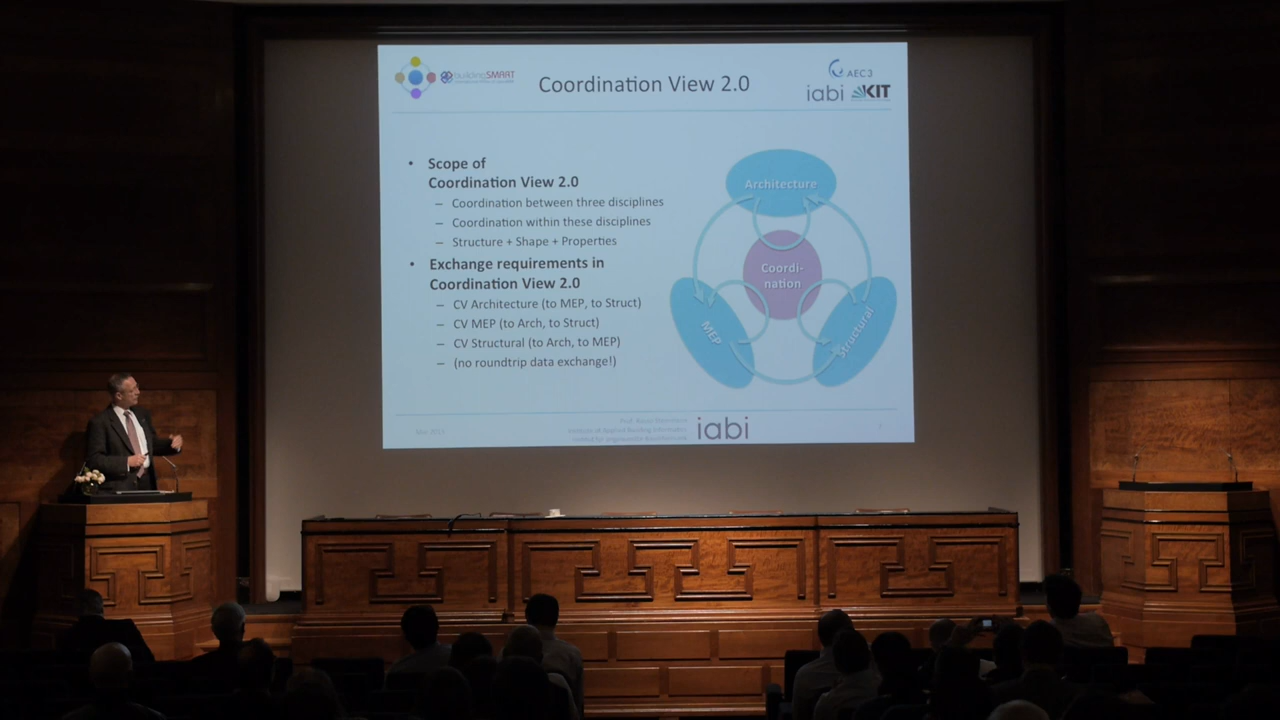 buildingSMART
Coordination View 2.0
AEC3
iabi KIT
• Scope of
Coordination View 2.0
– Coordination between three disciplines
– Coordination within these disciplines
– Structure + Shape + Properties
• Exchange requirements in
Coordination View 2.0
– CV Architecture (to MEP, to Struct)
– CV MEP (to Arch, to Struct)
– CV Structural (to Arch, to MEP)
– (no roundtrip data exchange!)
Architecture
Coordi-
nation
MEP
Structural
iabi